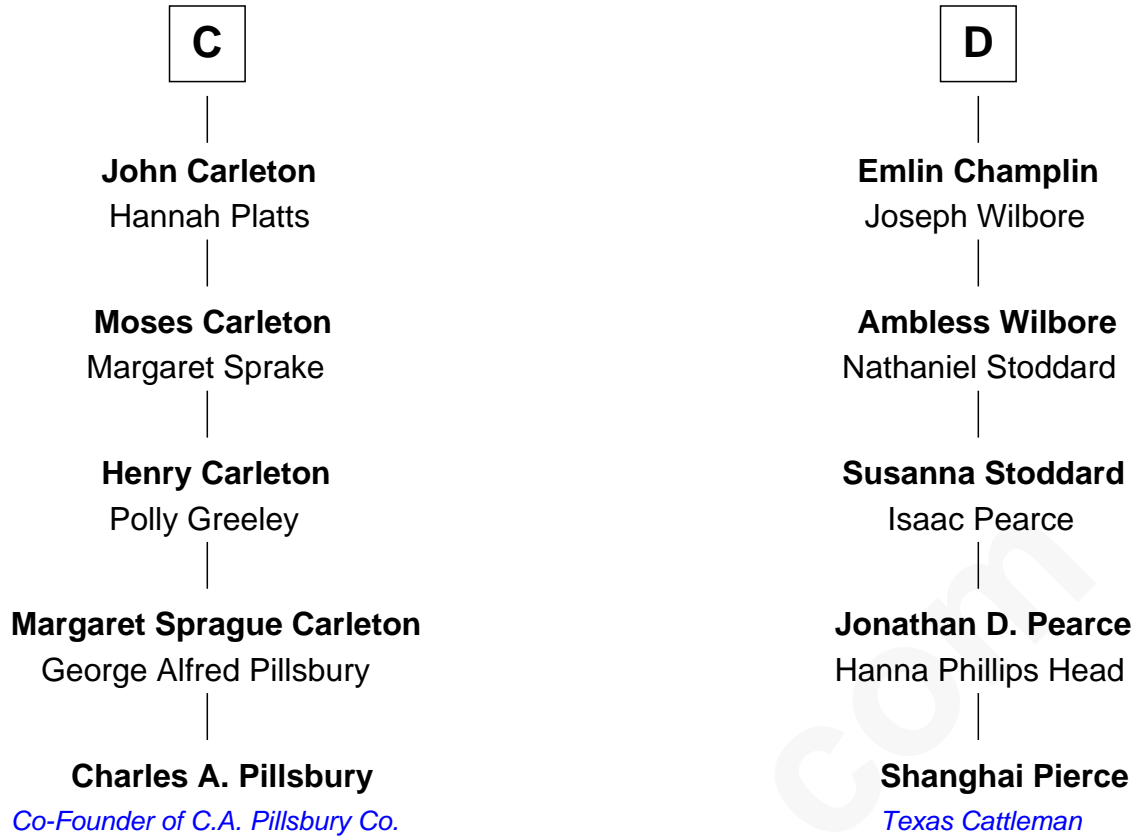 C
John Carleton
Hannah Platts
Moses Carleton
Margaret Sprake
Henry Carleton
Polly Greeley
Margaret Sprague Carleton
George Alfred Pillsbury
Charles A. Pillsbury
Co-Founder of C.A. Pillsbury Co.
D
Emlin Champlin
Joseph Wilbore
Ambless Wilbore
Nathaniel Stoddard
Susanna Stoddard
Isaac Pearce
Jonathan D. Pearce
Hanna Phillips Head
Shanghai Pierce
Texas Cattleman
com